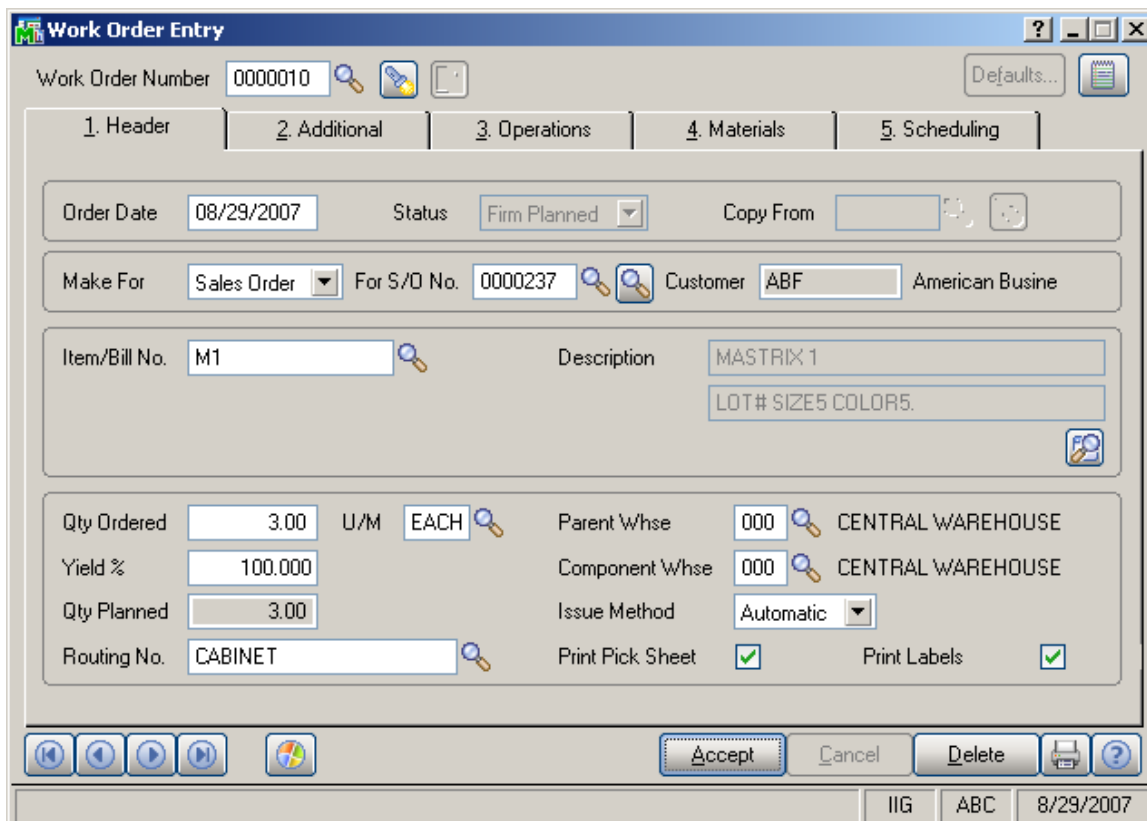 Work Order Entry
Work Order Number 0000010 Defaults...
1. Header 2. Additional 3. Operations 4. Materials 5. Scheduling
Order Date 08/29/2007 Status Firm Planned Copy From
Make For Sales Order For S/O No. 0000237 Customer ABF American Busine
Item/Bill No. M1 Description MASTRIX 1
LOT# SIZE5 COLOR5.
Qty Ordered 3.00 U/M EACH Parent Whse 000 CENTRAL WAREHOUSE
Yield % 100.000 Component Whse 000 CENTRAL WAREHOUSE
Qty Planned 3.00 Issue Method Automatic
Routing No. CABINET Print Pick Sheet Print Labels
Accept Cancel Delete
IIG ABC 8/29/2007